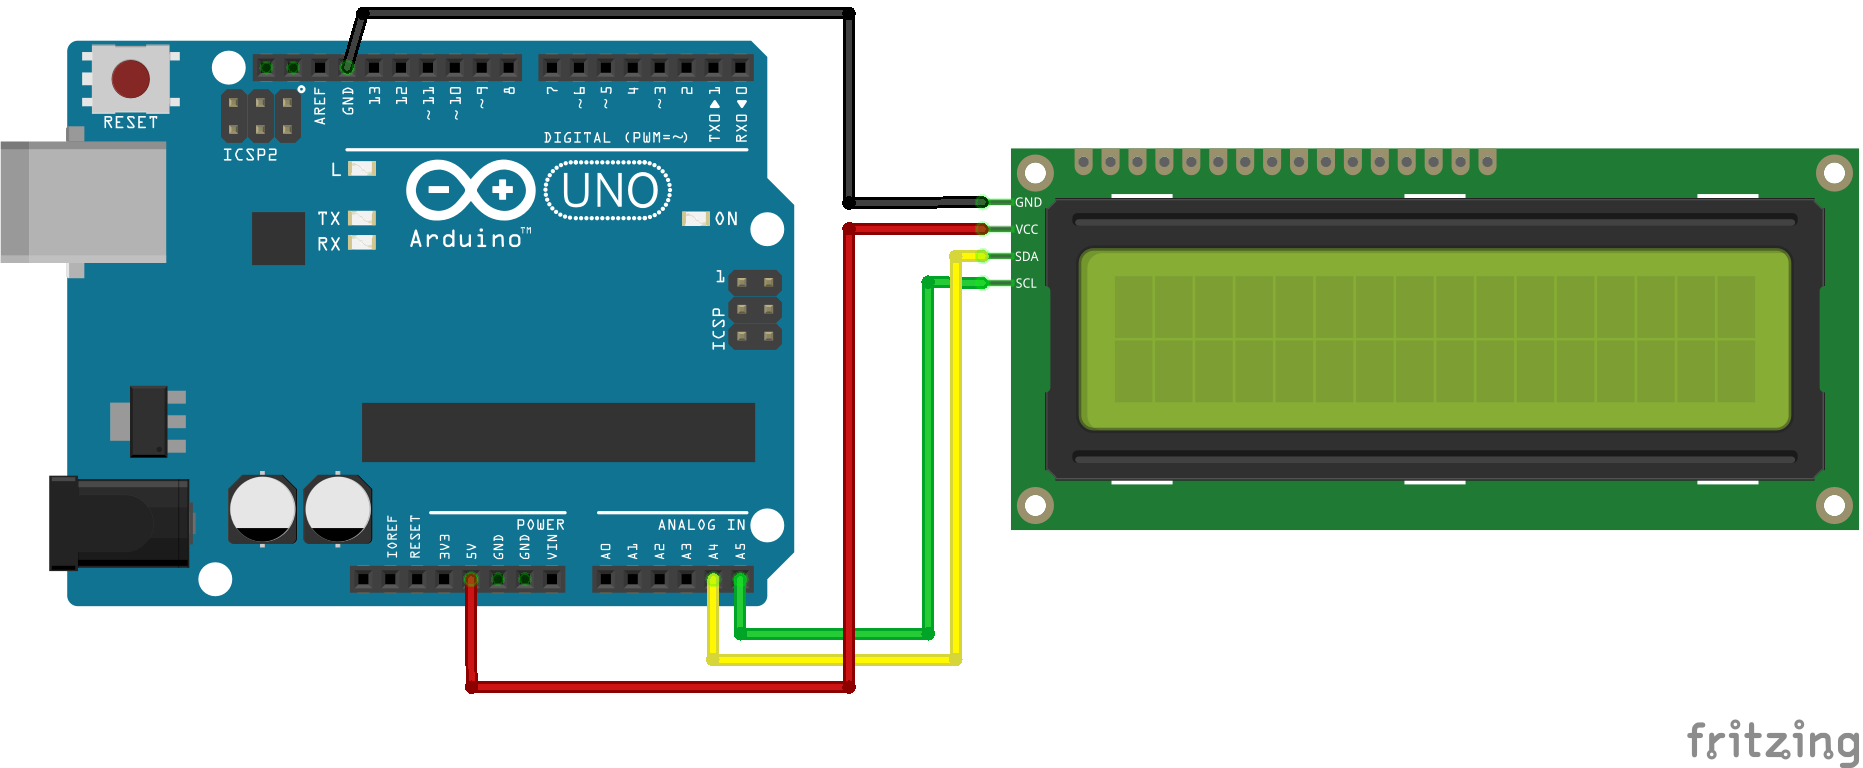 RESET
ICSP2
AREF
GND
13
12
~11
~10
~9
8
7
~6
~5
4
~3
2
TX0▶1
RX0◀0
DIGITAL (PWM=~)
L
TX
RX
Arduino™
UNO
ON
1
ICSP
IOREF
RESET
3V3
5V
GND
GND
VIN
POWER
ANALOG IN
A0
A1
A2
A3
A4
A5
GND
VCC
SDA
SCL
fritzing